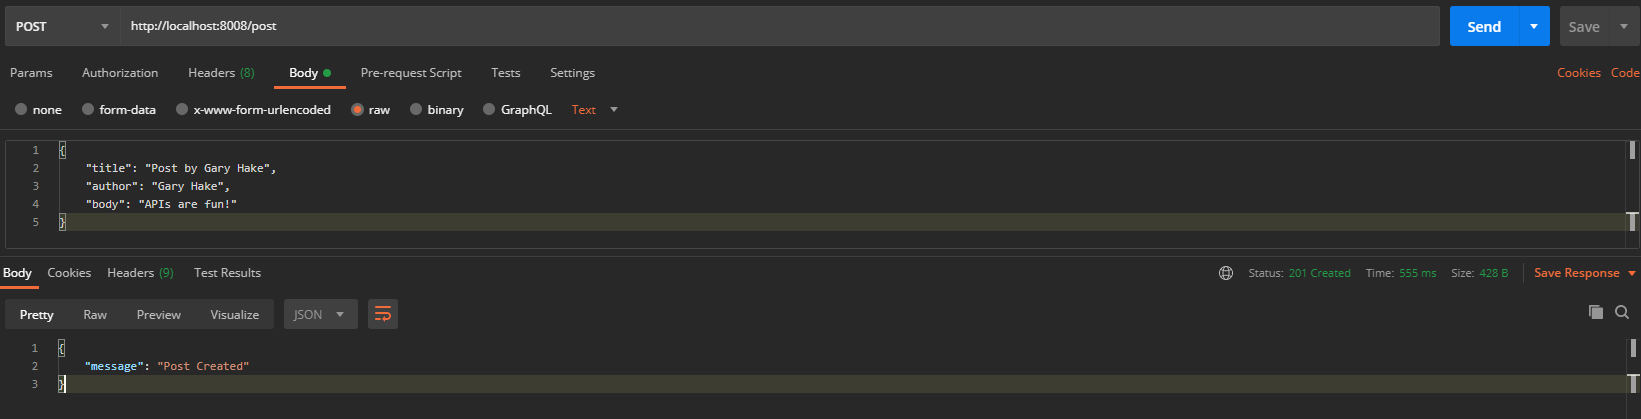 POST http://localhost:8008/post Send Save
Params Authorization Headers (8) Body Pre-request Script Tests Settings Cookies Code
none form-data x-www-form-urlencoded raw binary GraphQL Text
1 {
2 "title": "Post by Gary Hake",
3 "author": "Gary Hake",
4 "body": "APIs are fun!"
5 }
Body Cookies Headers (9) Test Results Status: 201 Created Time: 555 ms Size: 428 B Save Response
Pretty Raw Preview Visualize JSON
1 {
2 "message": "Post Created"
3 }